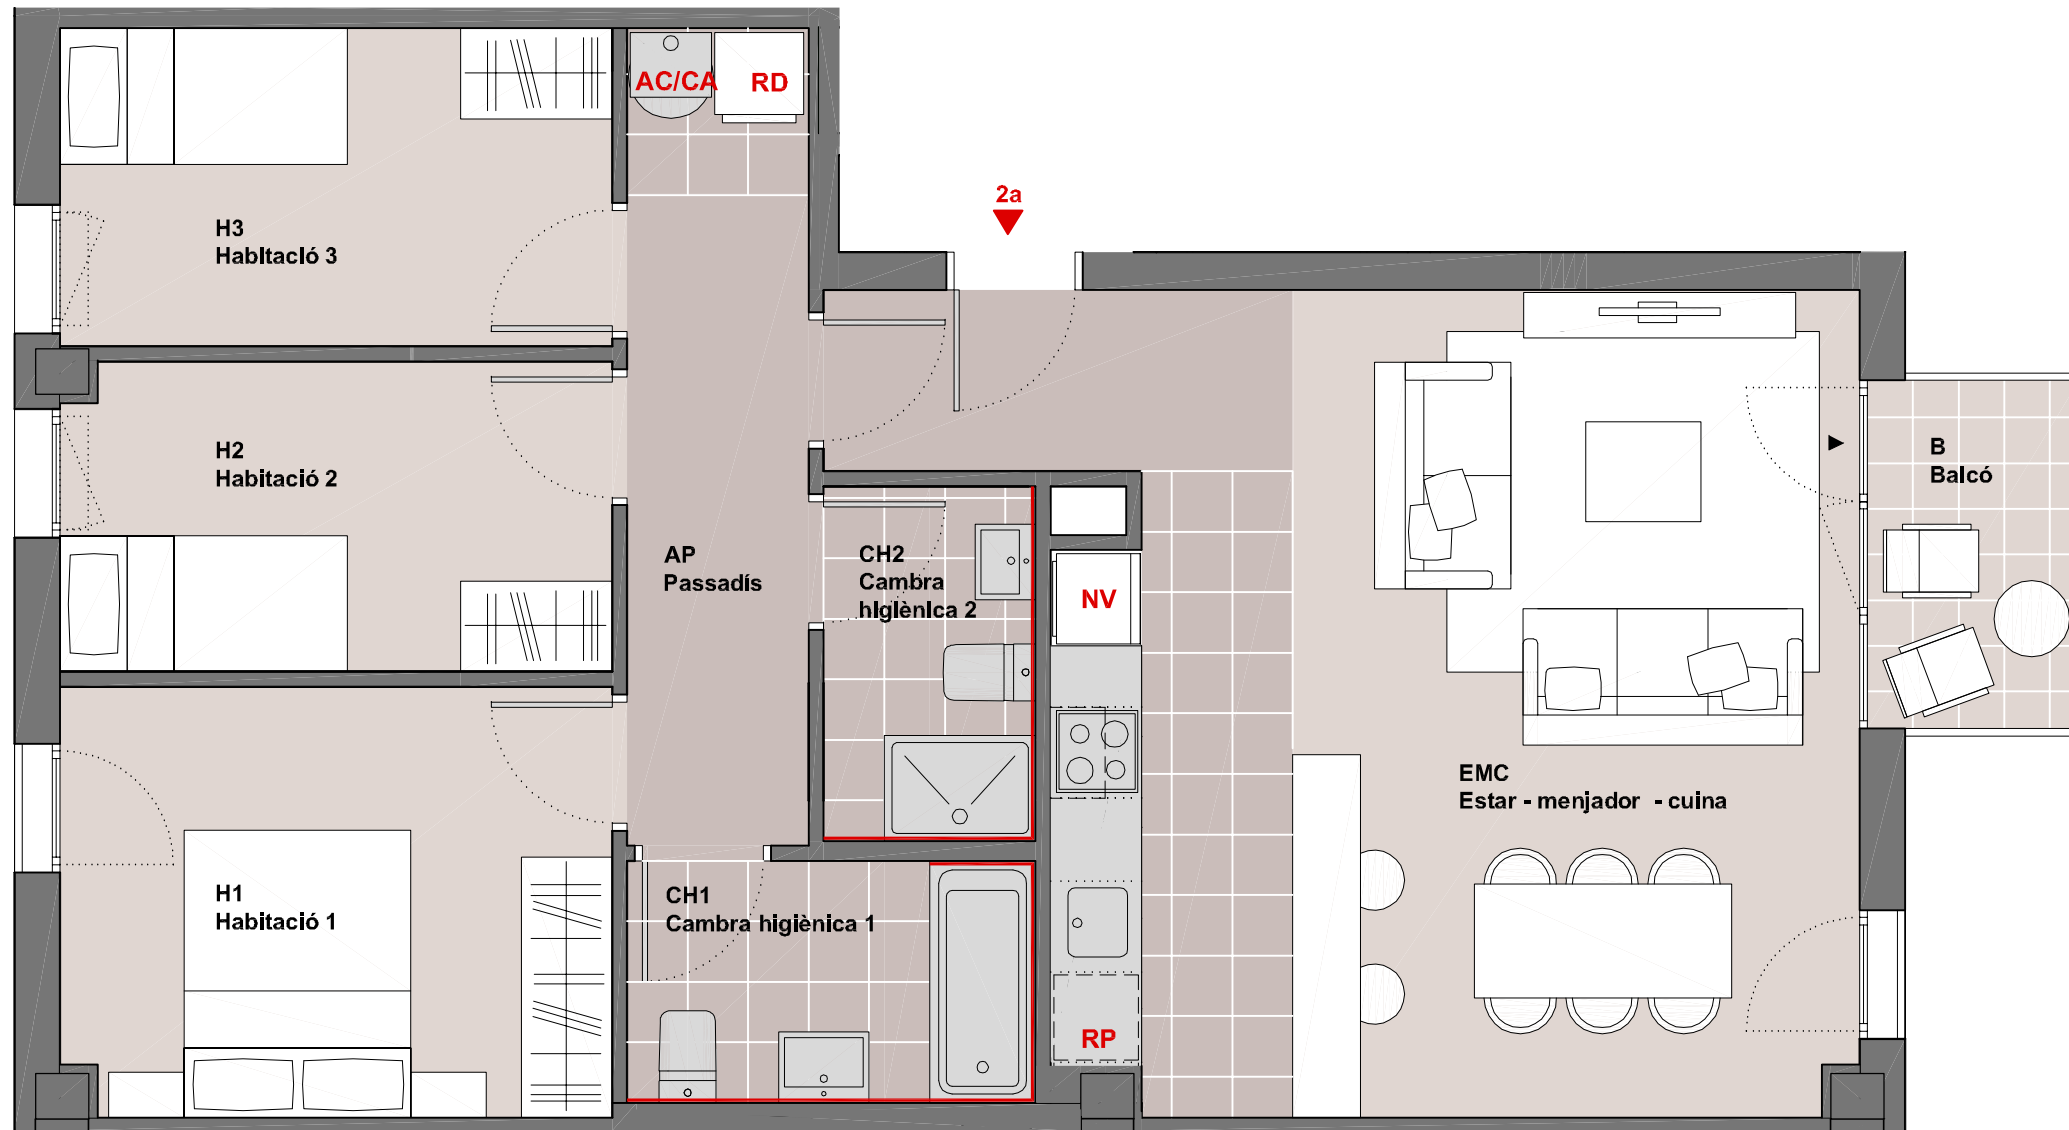 AC/CA
RD
2a
H3
Habitació 3
H2
Habitació 2
B
Balcó
AP
Passadís
CH2
Cambra
higiènica 2
NV
EMC
Estar - menjador - cuina
H1
Habitació 1
CH1
Cambra higiènica 1
RP